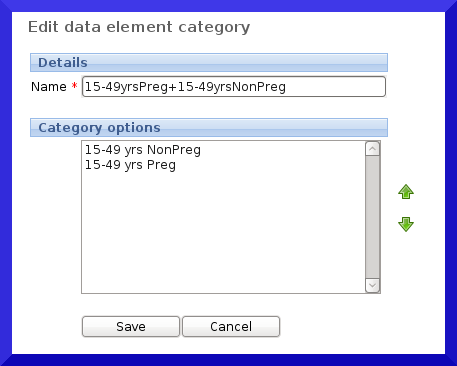 Edit data element category
Details
Name * 15-49yrsPreg+15-49yrsNonPreg
Category options
15-49 yrs NonPreg
15-49 yrs Preg
Save Cancel